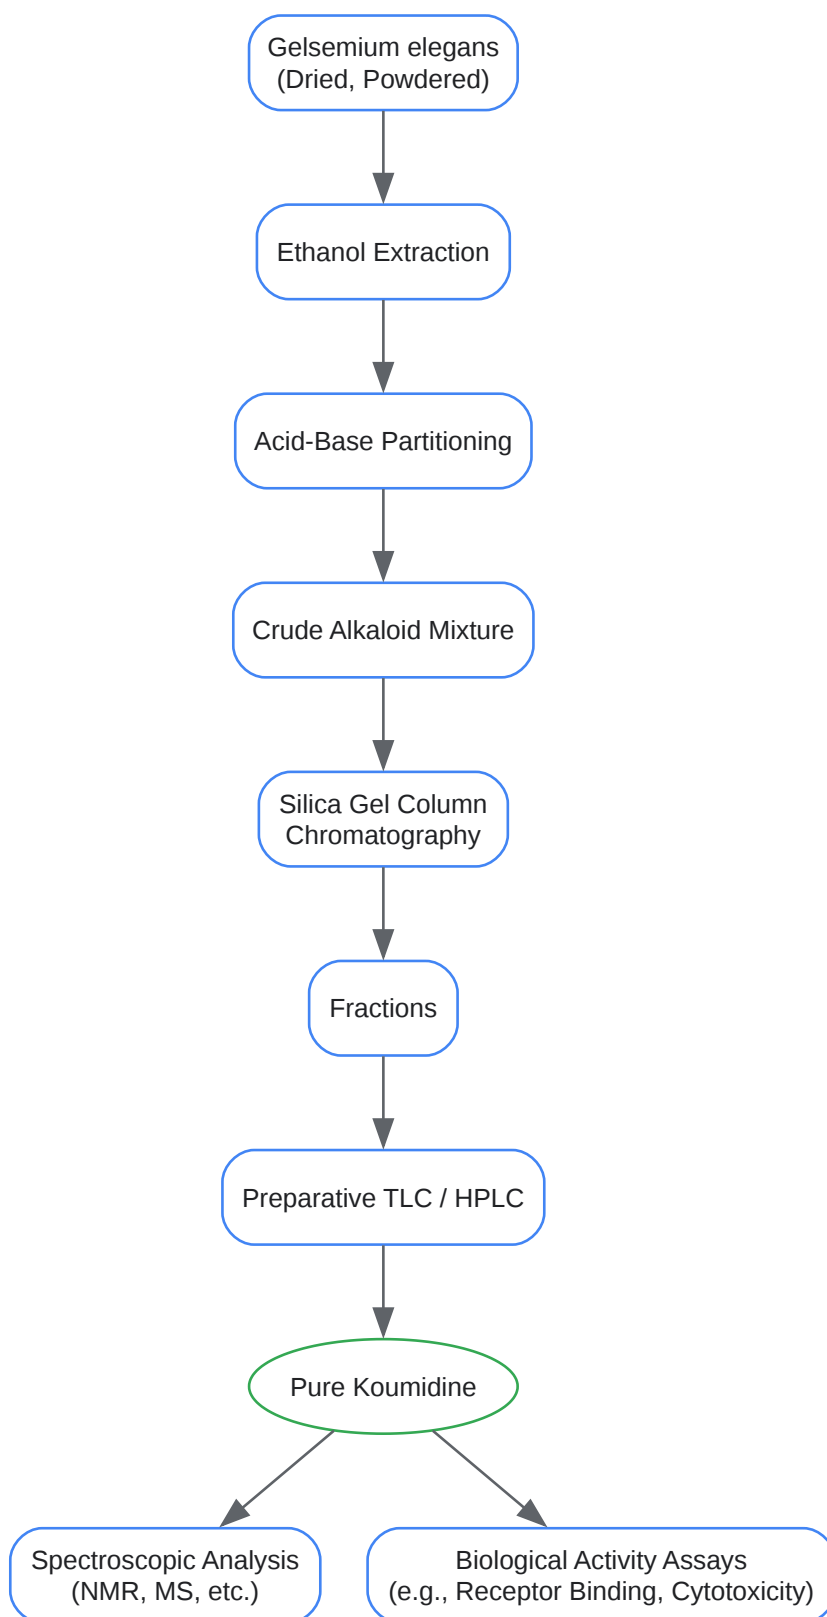 Gelsemium elegans
(Dried, Powdered)
Ethanol Extraction
Acid-Base Partitioning
Crude Alkaloid Mixture
Silica Gel Column
Chromatography
Fractions
Preparative TLC / HPLC
Pure Koumidine
Spectroscopic Analysis
(NMR, MS, etc.)
Biological Activity Assays
(e.g., Receptor Binding, Cytotoxicity)